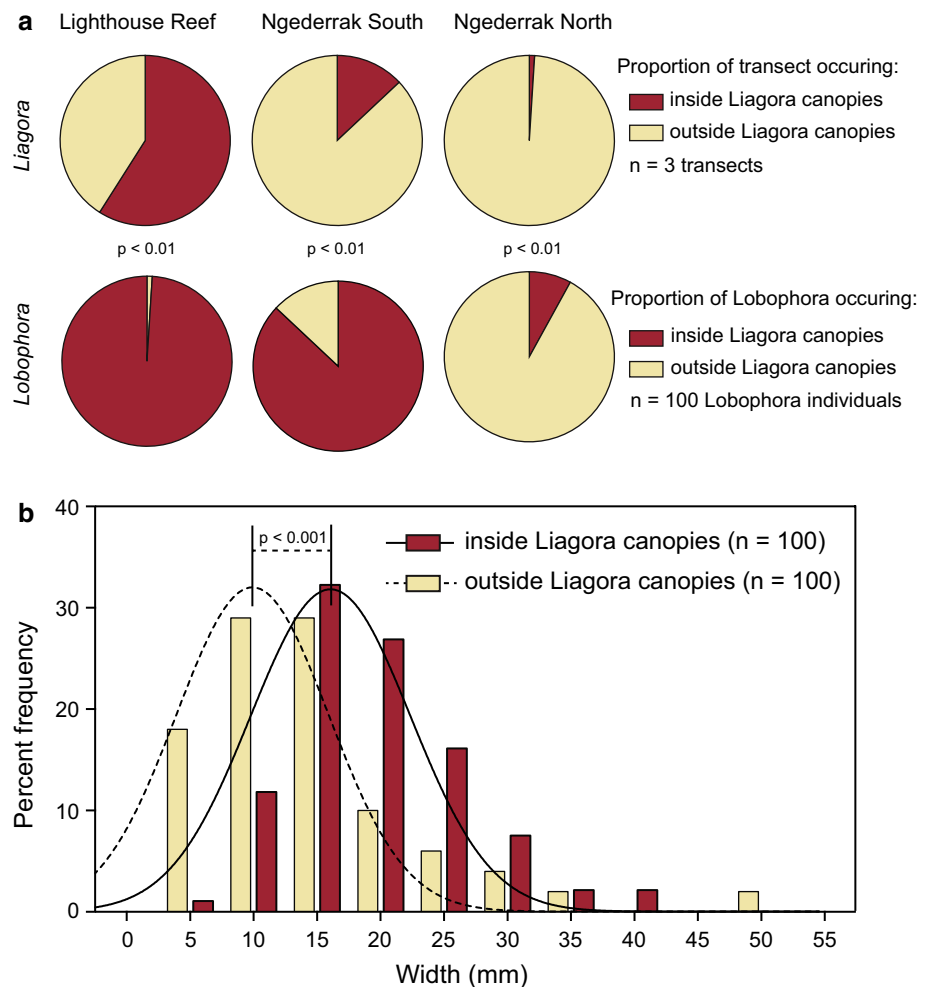 a
Lighthouse Reef
Ngederrak South
Ngederrak North
Liagora
Proportion of transect occuring:
inside Liagora canopies
outside Liagora canopies
n = 3 transects
p < 0.01
p < 0.01
p < 0.01
Lobophora
Proportion of Lobophora occuring:
inside Liagora canopies
outside Liagora canopies
n = 100 Lobophora individuals
b
p < 0.001
inside Liagora canopies (n = 100)
outside Liagora canopies (n = 100)
Percent frequency
40
30
20
10
0
0 5 10 15 20 25 30 35 40 45 50 55
Width (mm)